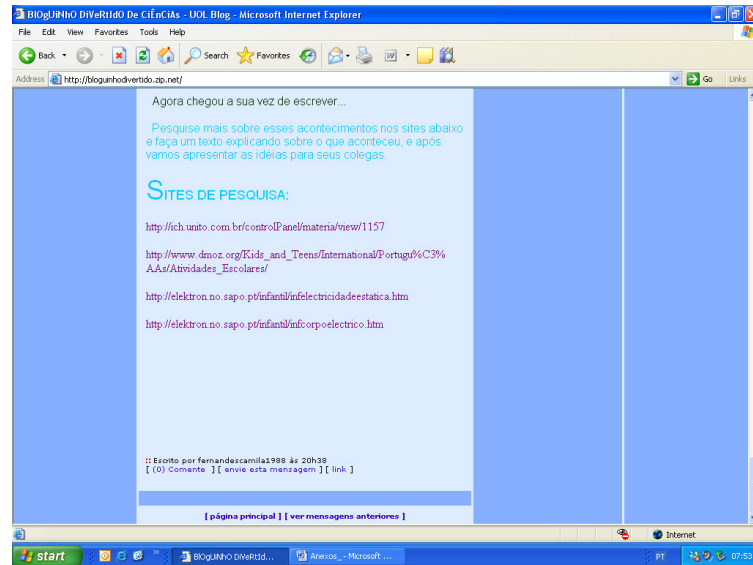 BlOgUiNhO DiVeRtIdO De CiÊnCiAs - UOL Blog - Microsoft Internet Explorer
File Edit View Favorites Tools Help
Back Search Favorites
Address http://bloguinhodivertido.zip.net/ Go Links
Agora chegou a sua vez de escrever...
Pesquise mais sobre esses acontecimentos nos sites abaixo
e faça um texto explicando sobre o que aconteceu, e após
vamos apresentar as idéias para seus colegas.
SITES DE PESQUISA:
http://ich.unito.com.br/controlPanel/materia/view/1157
http://www.dmoz.org/Kids_and_Teens/International/Portugu%C3%
AAs/Atividades_Escolares/
http://elektron.no.sapo.pt/infantil/infelectricidadeestatica.htm
http://elektron.no.sapo.pt/infantil/infcorpoelectrico.htm
:: Escrito por fernandescamila1988 às 20h38
[ (0) Comente ] [ envie esta mensagem ] [ link ]
[ página principal ] [ ver mensagens anteriores ]
Internet
start BlOgUiNhO DiVeRtId... Anexos_ - Microsoft ... PT 07:53